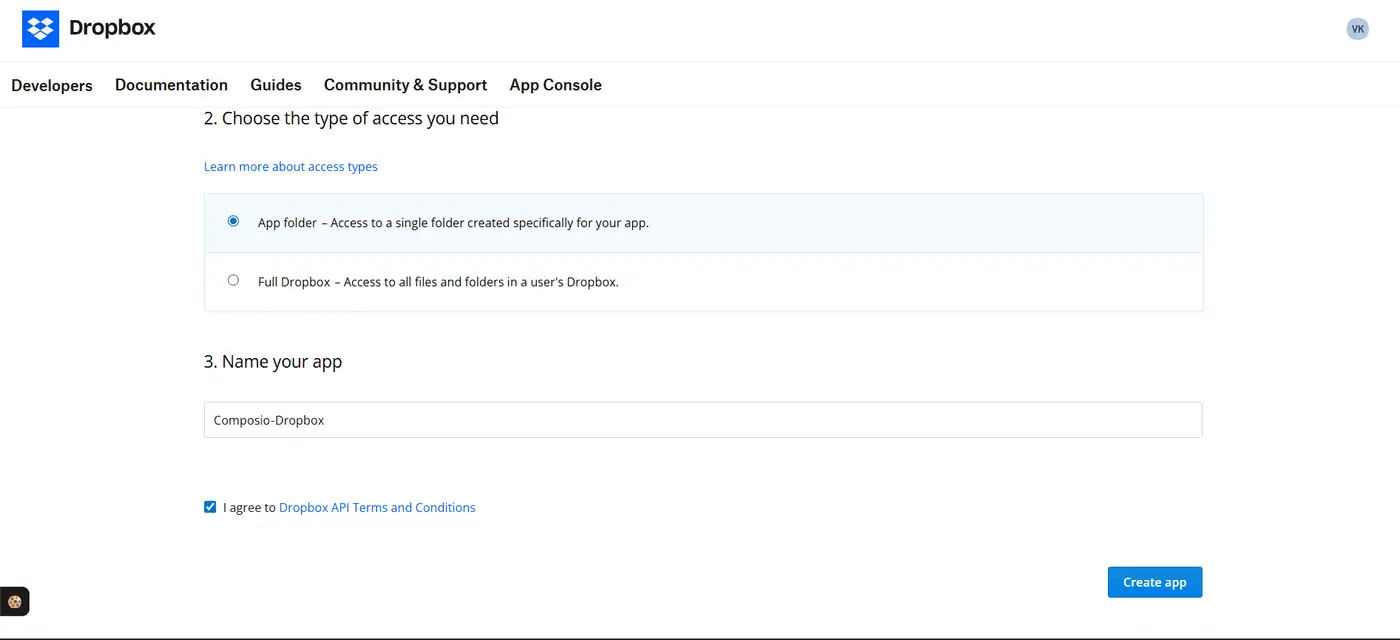 Dropbox
VK
Developers Documentation Guides Community & Support App Console
2. Choose the type of access you need
Learn more about access types
App folder – Access to a single folder created specifically for your app.
Full Dropbox – Access to all files and folders in a user's Dropbox.
3. Name your app
Composio-Dropbox
I agree to Dropbox API Terms and Conditions
Create app